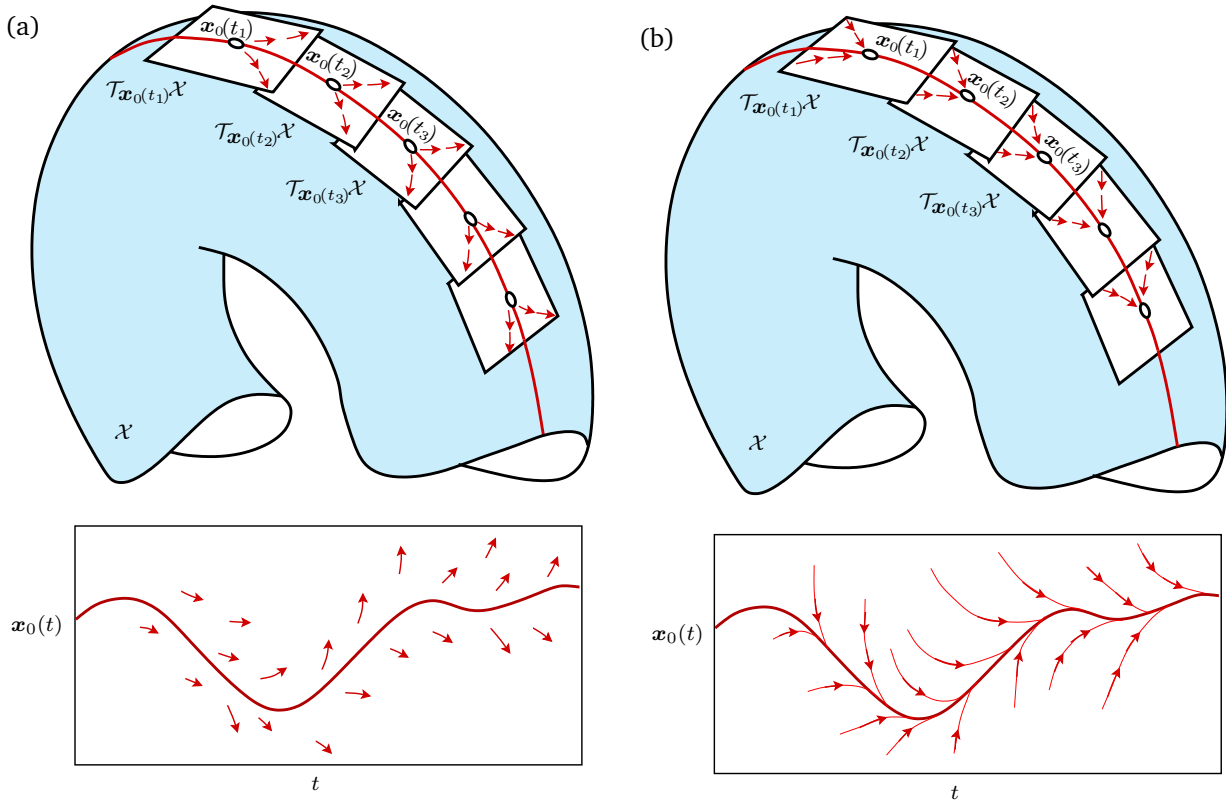 (a)
x₀(t₁)
x₀(t₂)
x₀(t₃)
𝒯x₀(t₁)𝒳
𝒯x₀(t₂)𝒳
𝒯x₀(t₃)𝒳
𝒳
x₀(t)
t
(b)
x₀(t₁)
x₀(t₂)
x₀(t₃)
𝒯x₀(t₁)𝒳
𝒯x₀(t₂)𝒳
𝒯x₀(t₃)𝒳
𝒳
x₀(t)
t